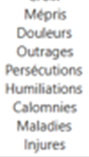 Mépris
Douleurs
Outrages
Persécutions
Humiliations
Calomnies
Maladies
Injures